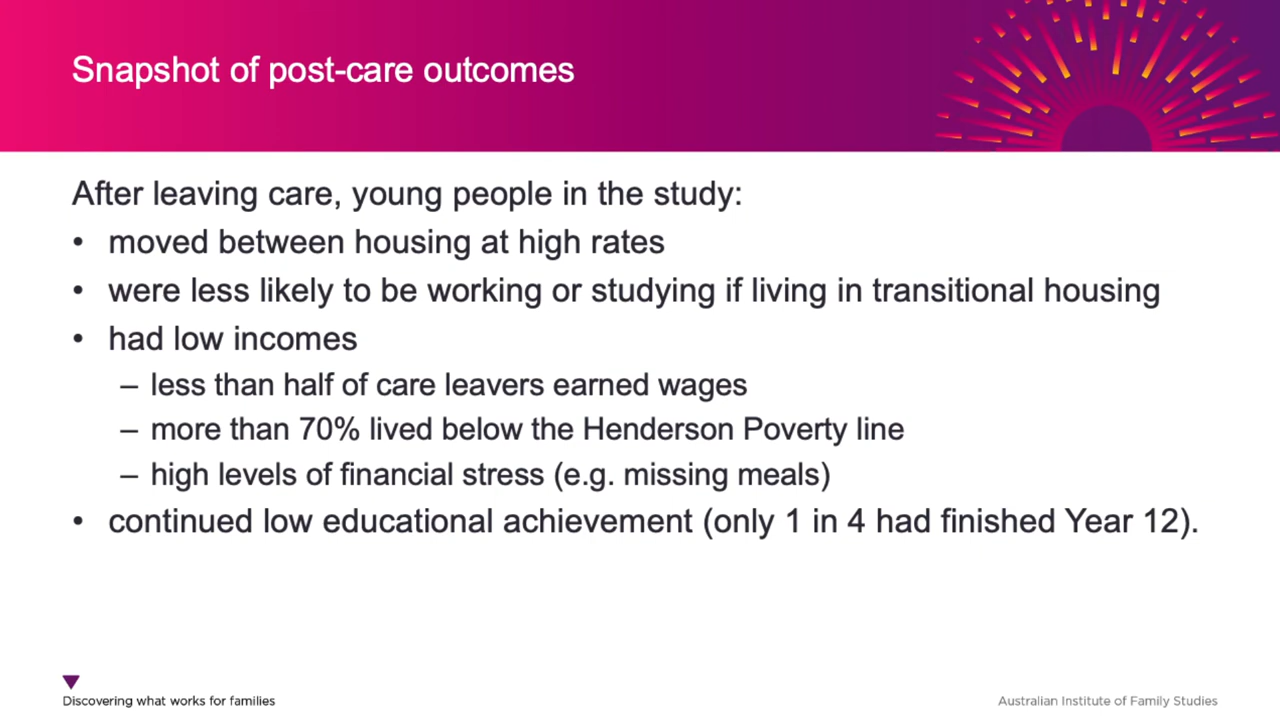 Snapshot of post-care outcomes
After leaving care, young people in the study:
• moved between housing at high rates
• were less likely to be working or studying if living in transitional housing
• had low incomes
– less than half of care leavers earned wages
– more than 70% lived below the Henderson Poverty line
– high levels of financial stress (e.g. missing meals)
• continued low educational achievement (only 1 in 4 had finished Year 12).
Discovering what works for families
Australian Institute of Family Studies